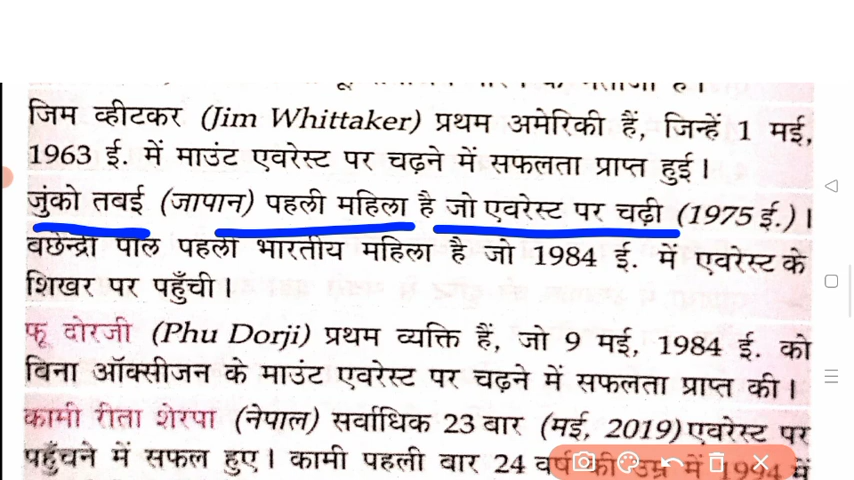 जिम व्हीटकर (Jim Whittaker) प्रथम अमेरिकी हैं, जिन्हें 1 मई,
1963 ई. में माउंट एवरेस्ट पर चढ़ने में सफलता प्राप्त हुई।
जुंको तबई (जापान) पहली महिला है जो एवरेस्ट पर चढ़ी (1975 ई.)।
बछेन्द्री पाल पहली भारतीय महिला है जो 1984 ई. में एवरेस्ट के
शिखर पर पहुँची।
फू दोरजी (Phu Dorji) प्रथम व्यक्ति हैं, जो 9 मई, 1984 ई. को
बिना ऑक्सीजन के माउंट एवरेस्ट पर चढ़ने में सफलता प्राप्त की।
कामी रीता शेरपा (नेपाल) सर्वाधिक 23 बार (मई, 2019) एवरेस्ट पर
पहुँचने में सफल हुए। कामी पहली बार 24 वर्ष की उम्र में 1994 में